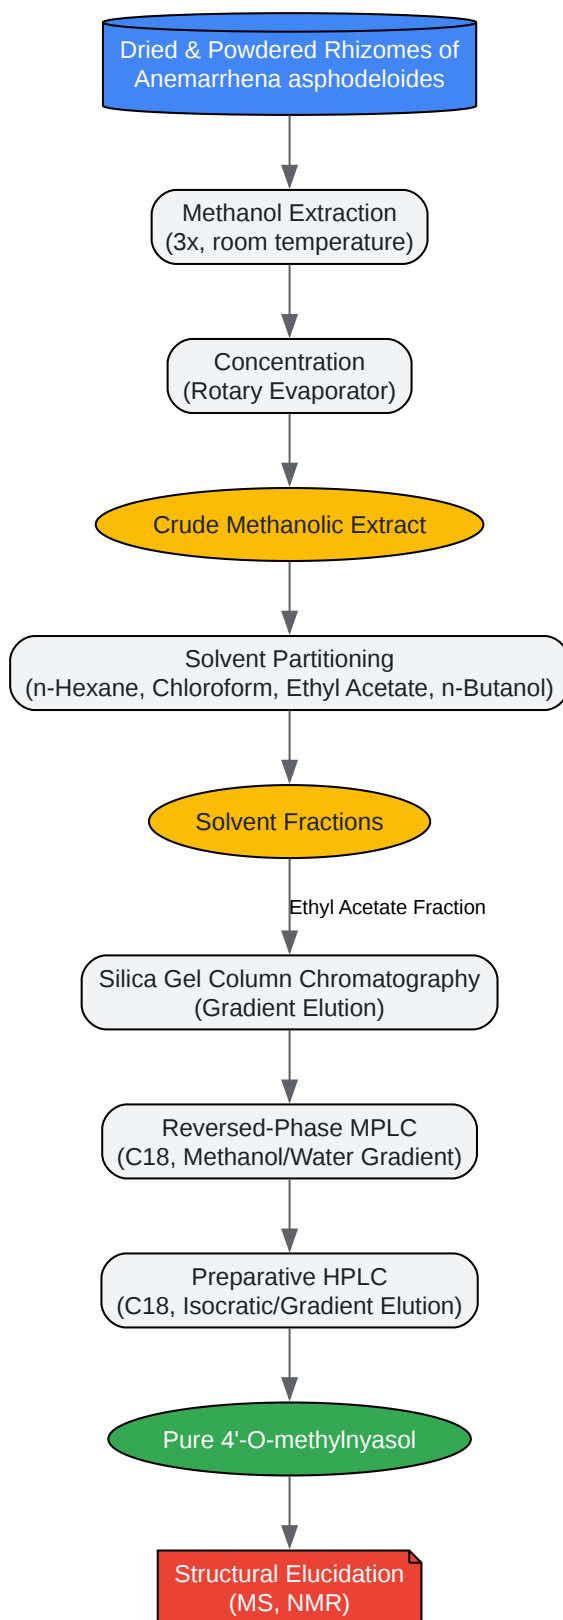 Dried & Powdered Rhizomes of
Anemarrhena asphodeloides
Methanol Extraction
(3x, room temperature)
Concentration
(Rotary Evaporator)
Crude Methanolic Extract
Solvent Partitioning
(n-Hexane, Chloroform, Ethyl Acetate, n-Butanol)
Solvent Fractions
Ethyl Acetate Fraction
Silica Gel Column Chromatography
(Gradient Elution)
Reversed-Phase MPLC
(C18, Methanol/Water Gradient)
Preparative HPLC
(C18, Isocratic/Gradient Elution)
Pure 4'-O-methylnyasol
Structural Elucidation
(MS, NMR)